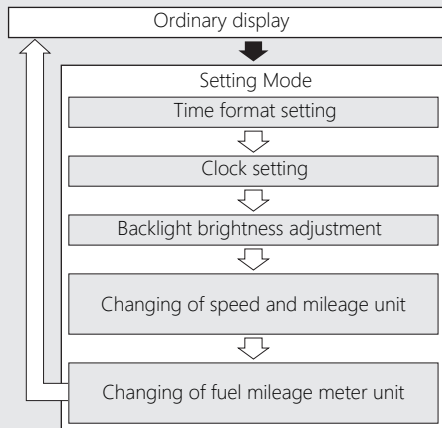 Ordinary display
Setting Mode
Time format setting
Clock setting
Backlight brightness adjustment
Changing of speed and mileage unit
Changing of fuel mileage meter unit